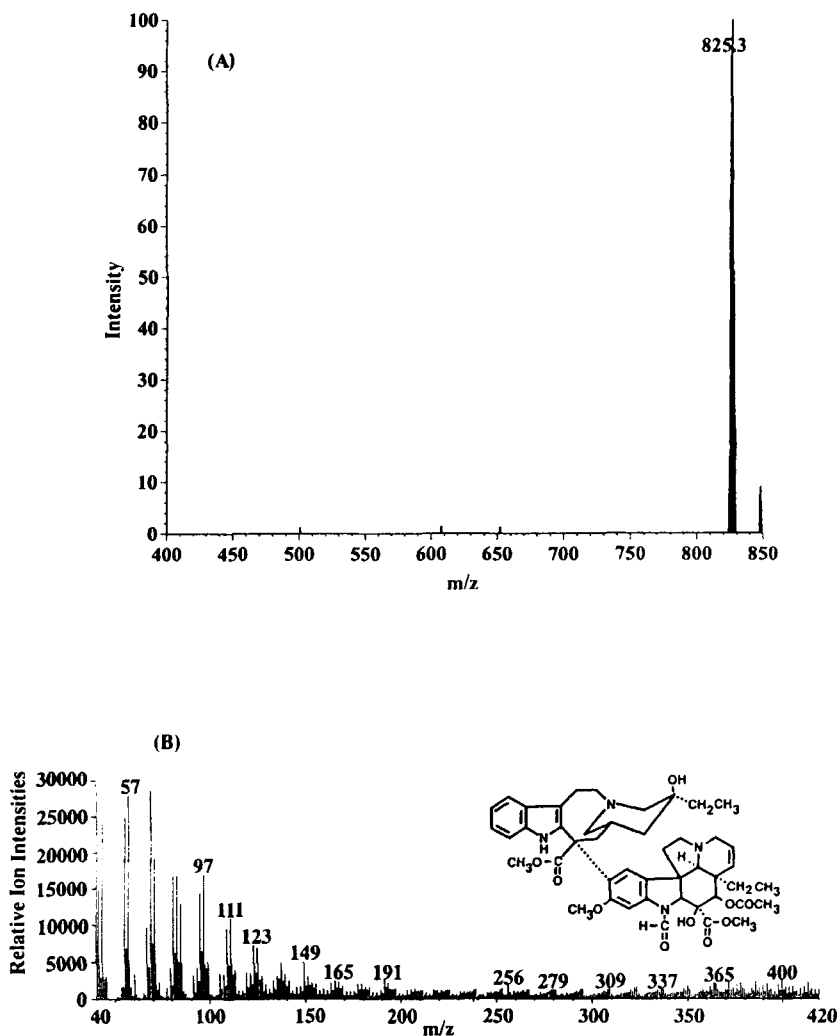 100
(A)
825.3
90
80
70
60
50
40
30
20
10
0
Intensity
400 450 500 550 600 650 700 750 800 850
m/z
(B)
Relative Ion Intensities
30000
25000
20000
15000
10000
5000
0
57
97
111
123
149
165
191
256
279
309
337
365
400
40 100 150 200 250 300 350 400 420
m/z
OH
N
CH₂CH₃
N
H
CH₃O
C
O
N
H
CH₂CH₃
CH₃O
N
OCOCH₃
HO
C
OCH₃
H-C
O
O